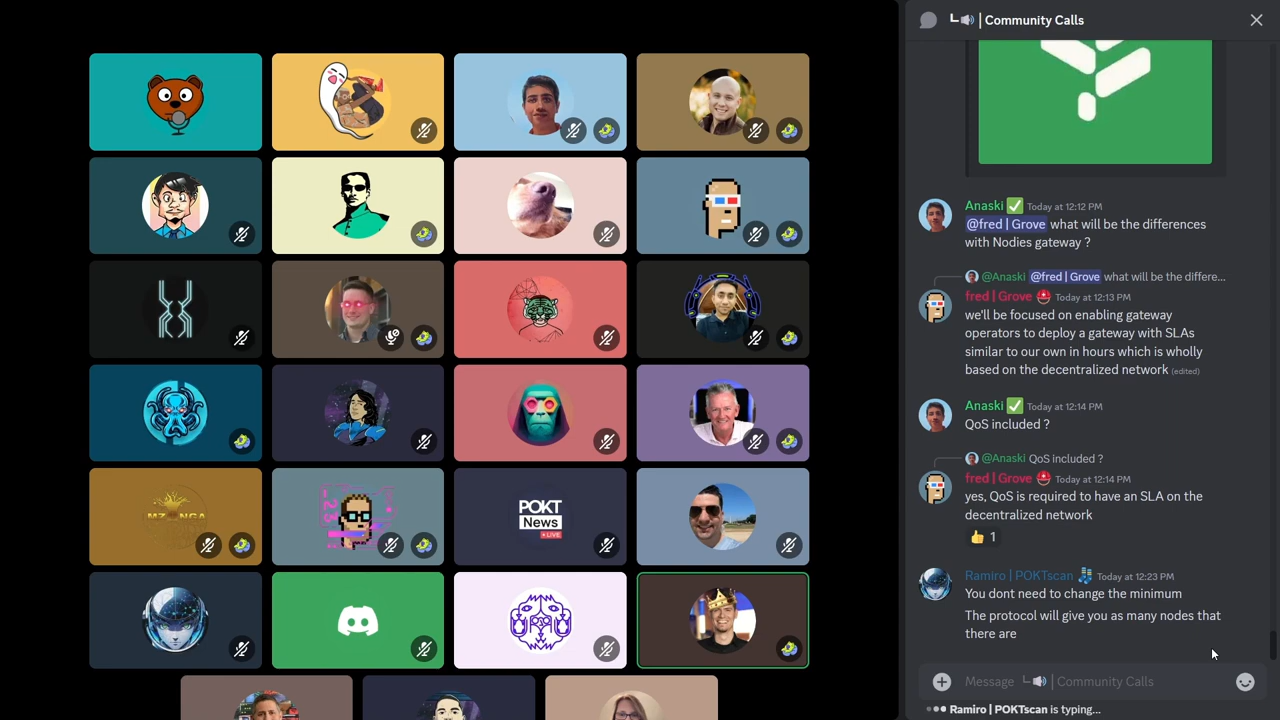 ┗🔊 | Community Calls
Anaski ✅ Today at 12:12 PM
@fred | Grove what will be the differences
with Nodies gateway ?
@Anaski @fred | Grove what will be the differe...
fred | Grove Today at 12:13 PM
we'll be focused on enabling gateway
operators to deploy a gateway with SLAs
similar to our own in hours which is wholly
based on the decentralized network (edited)
Anaski ✅ Today at 12:14 PM
QoS included ?
@Anaski QoS included ?
fred | Grove Today at 12:14 PM
yes, QoS is required to have an SLA on the
decentralized network
👍 1
Ramiro | POKTscan Today at 12:23 PM
You dont need to change the minimum
The protocol will give you as many nodes that
there are
Message ┗🔊 | Community Calls
Ramiro | POKTscan is typing...
MZONGA
POKT
News
LIVE